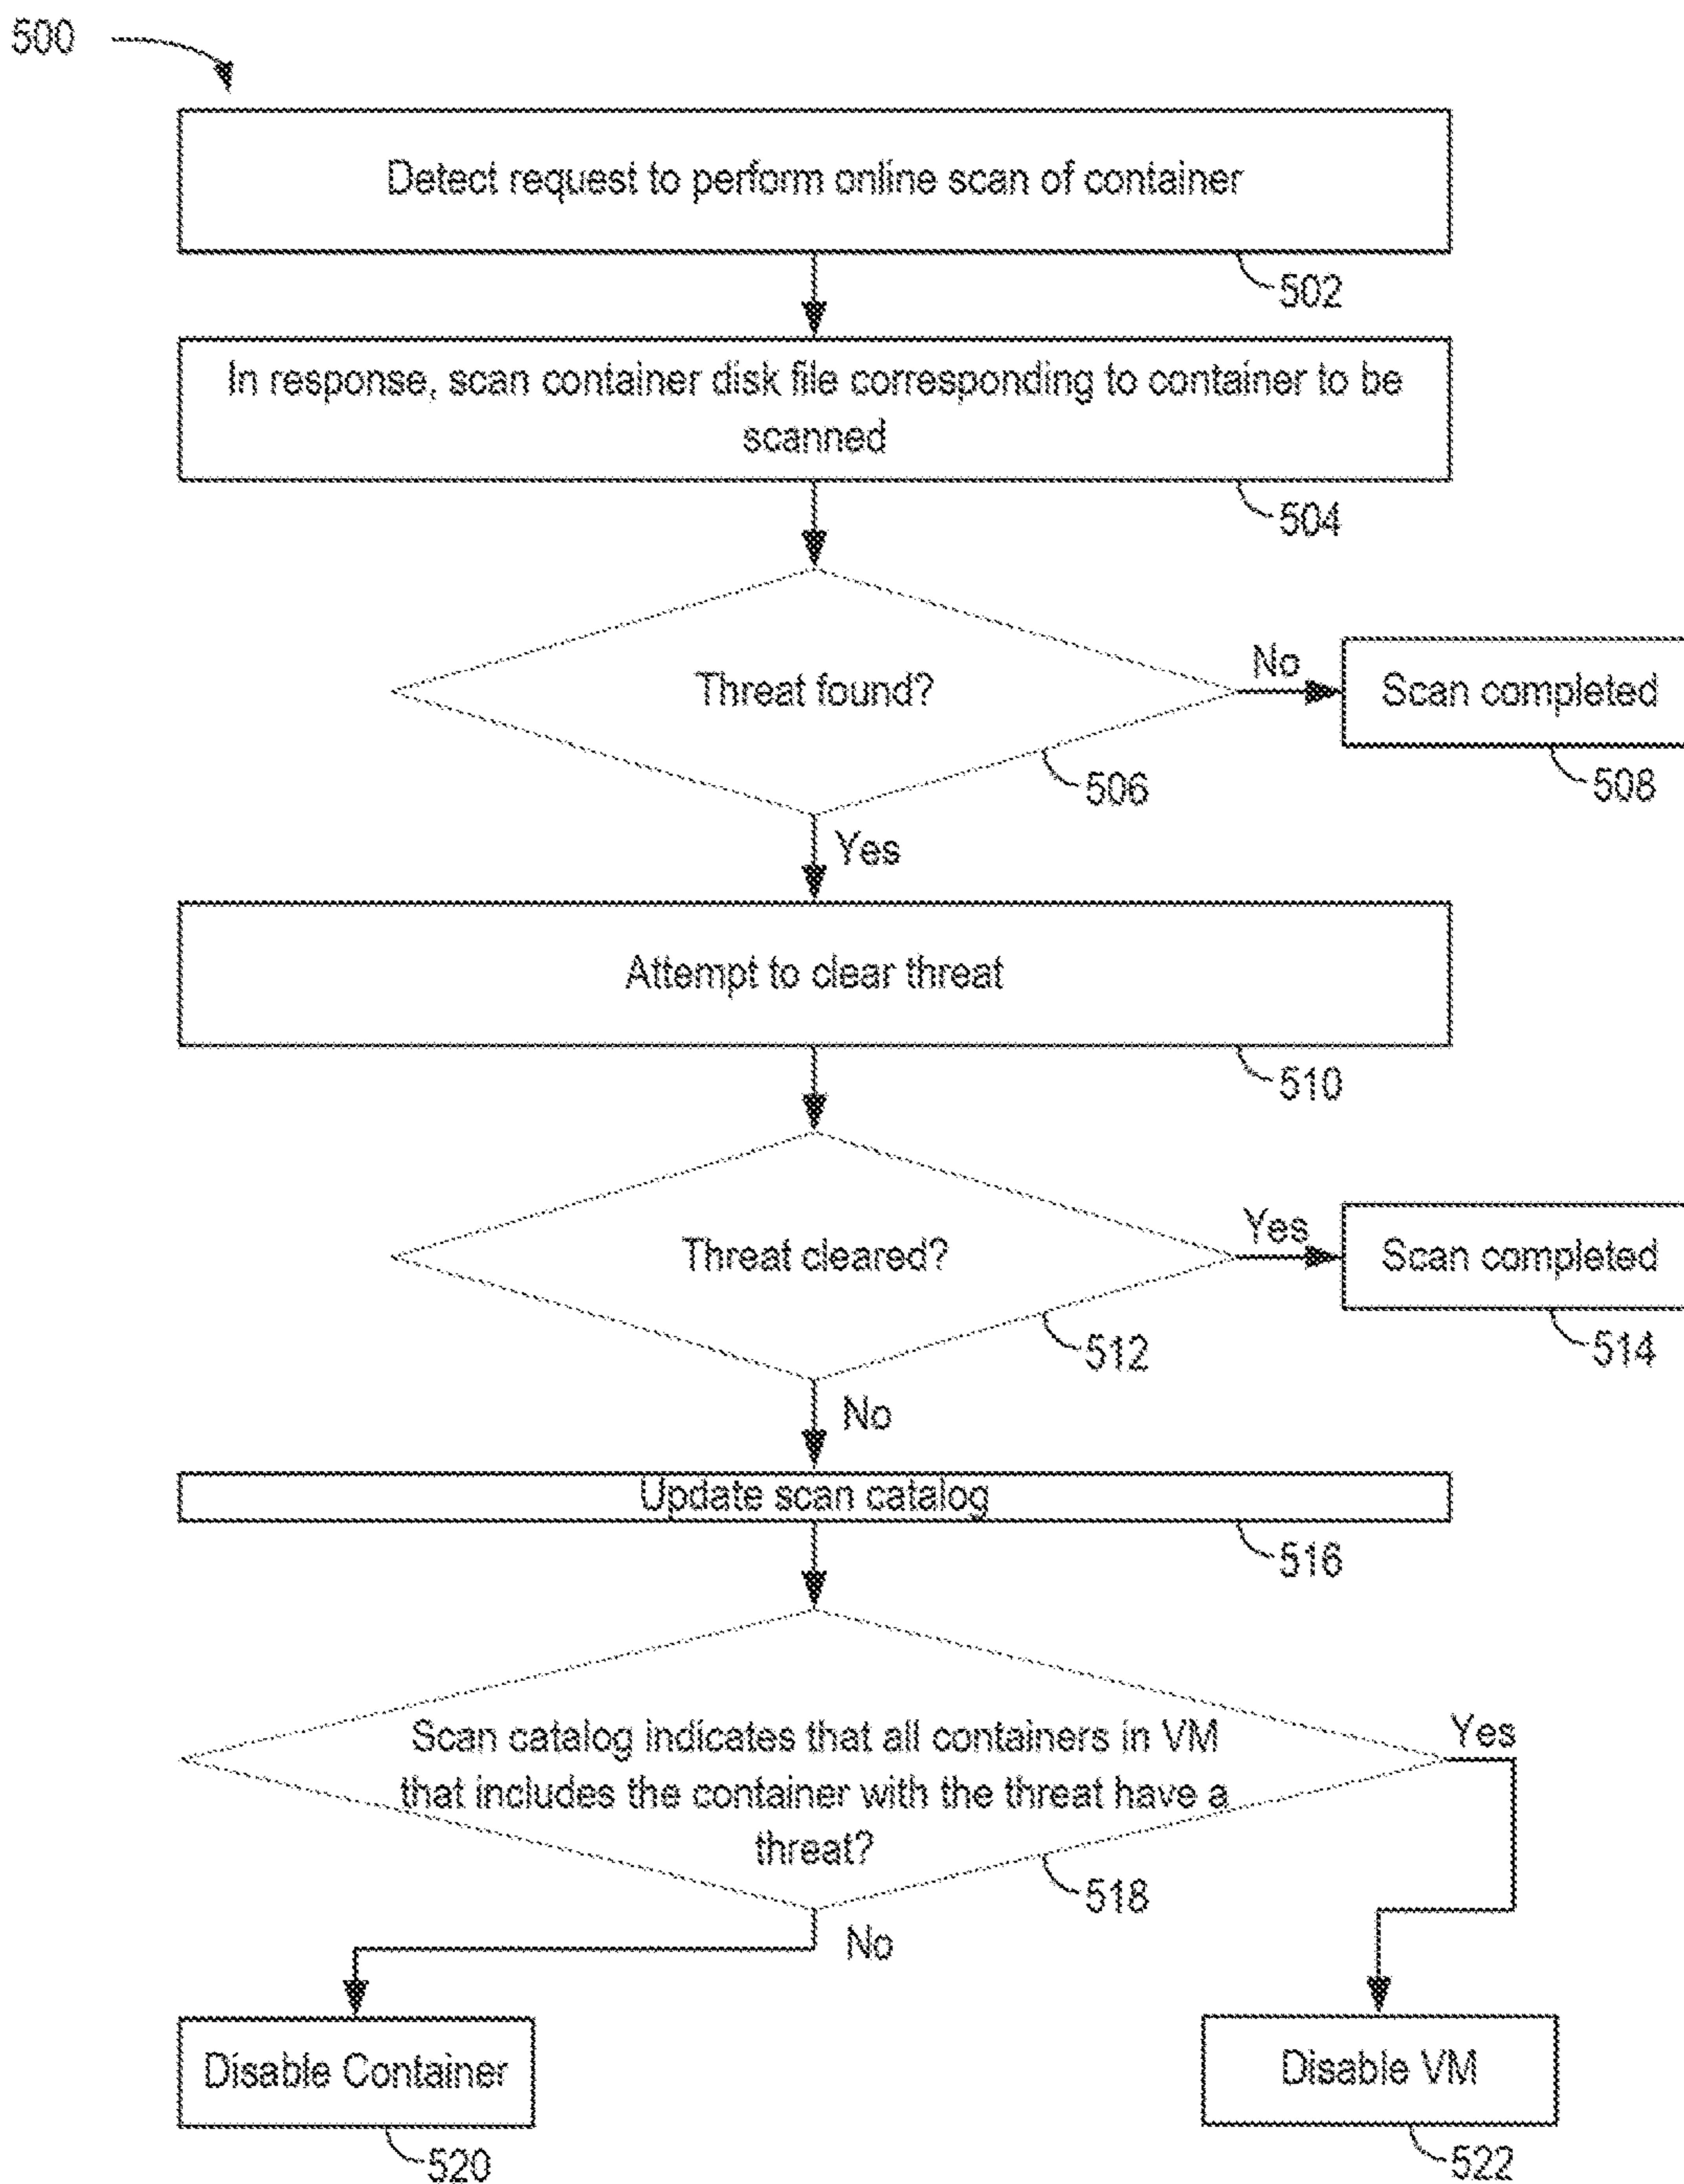 500
Detect request to perform online scan of container
502
In response, scan container disk file corresponding to container to be
scanned
504
Threat found?
No
Scan completed
506
508
Yes
Attempt to clear threat
510
Threat cleared?
Yes
Scan completed
512
514
No
Update scan catalog
516
Scan catalog indicates that all containers in VM
that includes the container with the threat have a
threat?
Yes
518
No
Disable Container
Disable VM
520
522